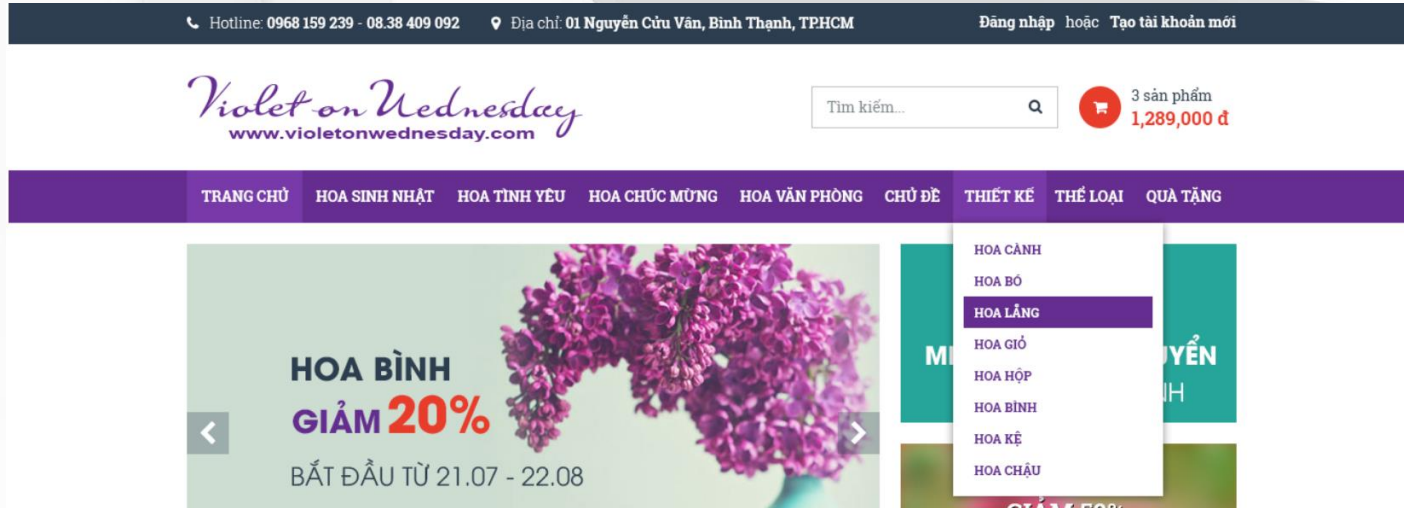 Hotline: 0968 159 239 - 08.38 409 092 Địa chỉ: 01 Nguyễn Cửu Vân, Bình Thạnh, TP.HCM Đăng nhập hoặc Tạo tài khoản mới
Violet on Wednesday
www.violetonwednesday.com
Tìm kiếm...
3 sản phẩm
1,289,000 đ
TRANG CHỦ HOA SINH NHẬT HOA TÌNH YÊU HOA CHÚC MỪNG HOA VĂN PHÒNG CHỦ ĐỀ THIẾT KẾ THỂ LOẠI QUÀ TẶNG
HOA CÀNH
HOA BÓ
HOA LẴNG
HOA GIỎ
HOA HỘP
HOA BÌNH
HOA KỆ
HOA CHẬU
HOA BÌNH
GIẢM 20%
BẮT ĐẦU TỪ 21.07 - 22.08
GIẢM 50%